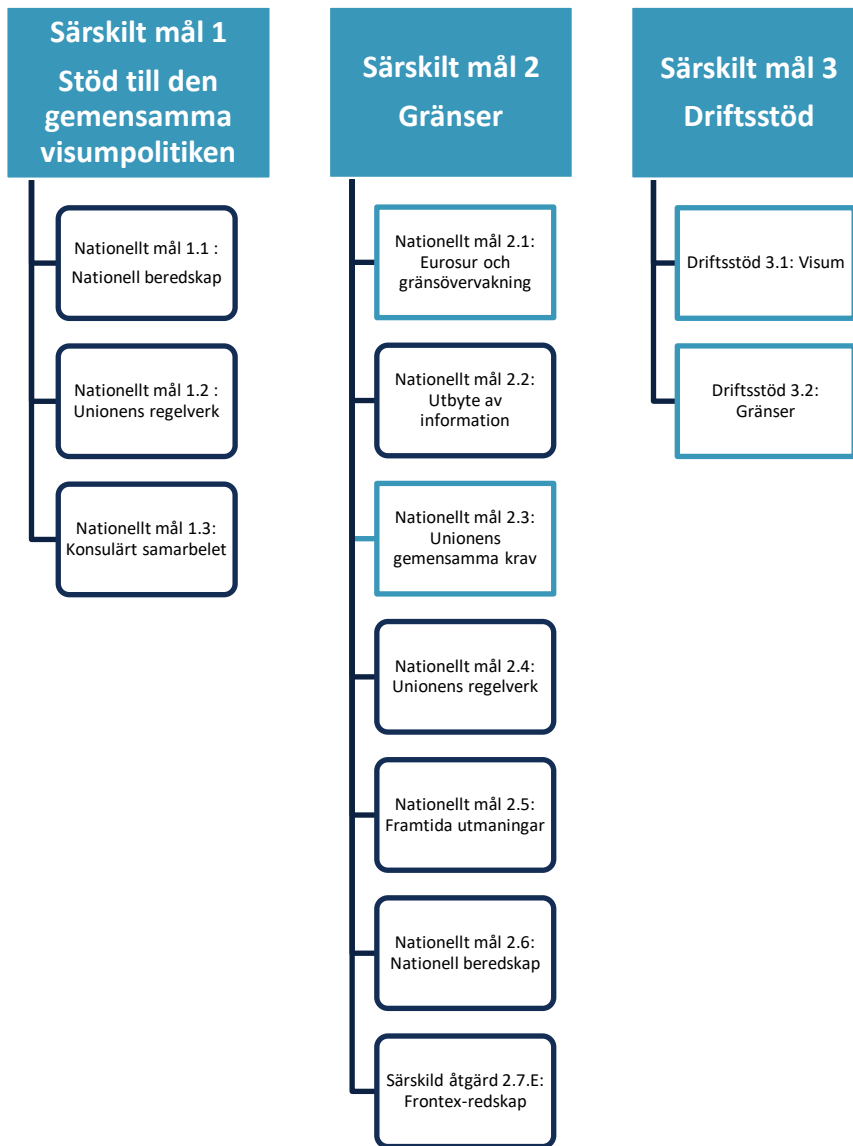 Särskilt mål 1
Stöd till den
gemensamma
visumpolitiken
Nationellt mål 1.1 :
Nationell beredskap
Nationellt mål 1.2 :
Unionens regelverk
Nationellt mål 1.3:
Konsulärt samarbelet
Särskilt mål 2
Gränser
Nationellt mål 2.1:
Eurosur och
gränsövervakning
Nationellt mål 2.2:
Utbyte av
information
Nationellt mål 2.3:
Unionens
gemensamma krav
Nationellt mål 2.4:
Unionens regelverk
Nationellt mål 2.5:
Framtida utmaningar
Nationellt mål 2.6:
Nationell beredskap
Särskild åtgärd 2.7.E:
Frontex-redskap
Särskilt mål 3
Driftsstöd
Driftsstöd 3.1: Visum
Driftsstöd 3.2:
Gränser